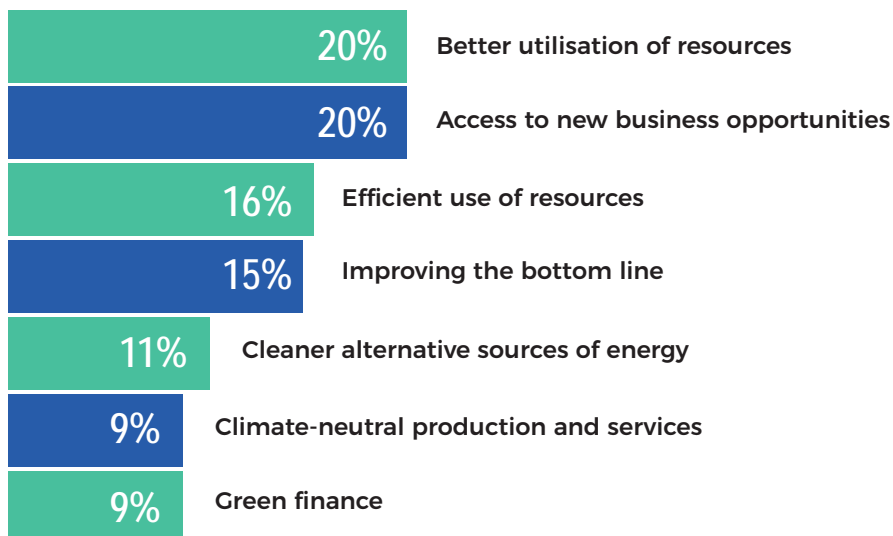 20% Better utilisation of resources
20% Access to new business opportunities
16% Efficient use of resources
15% Improving the bottom line
11% Cleaner alternative sources of energy
9% Climate-neutral production and services
9% Green finance